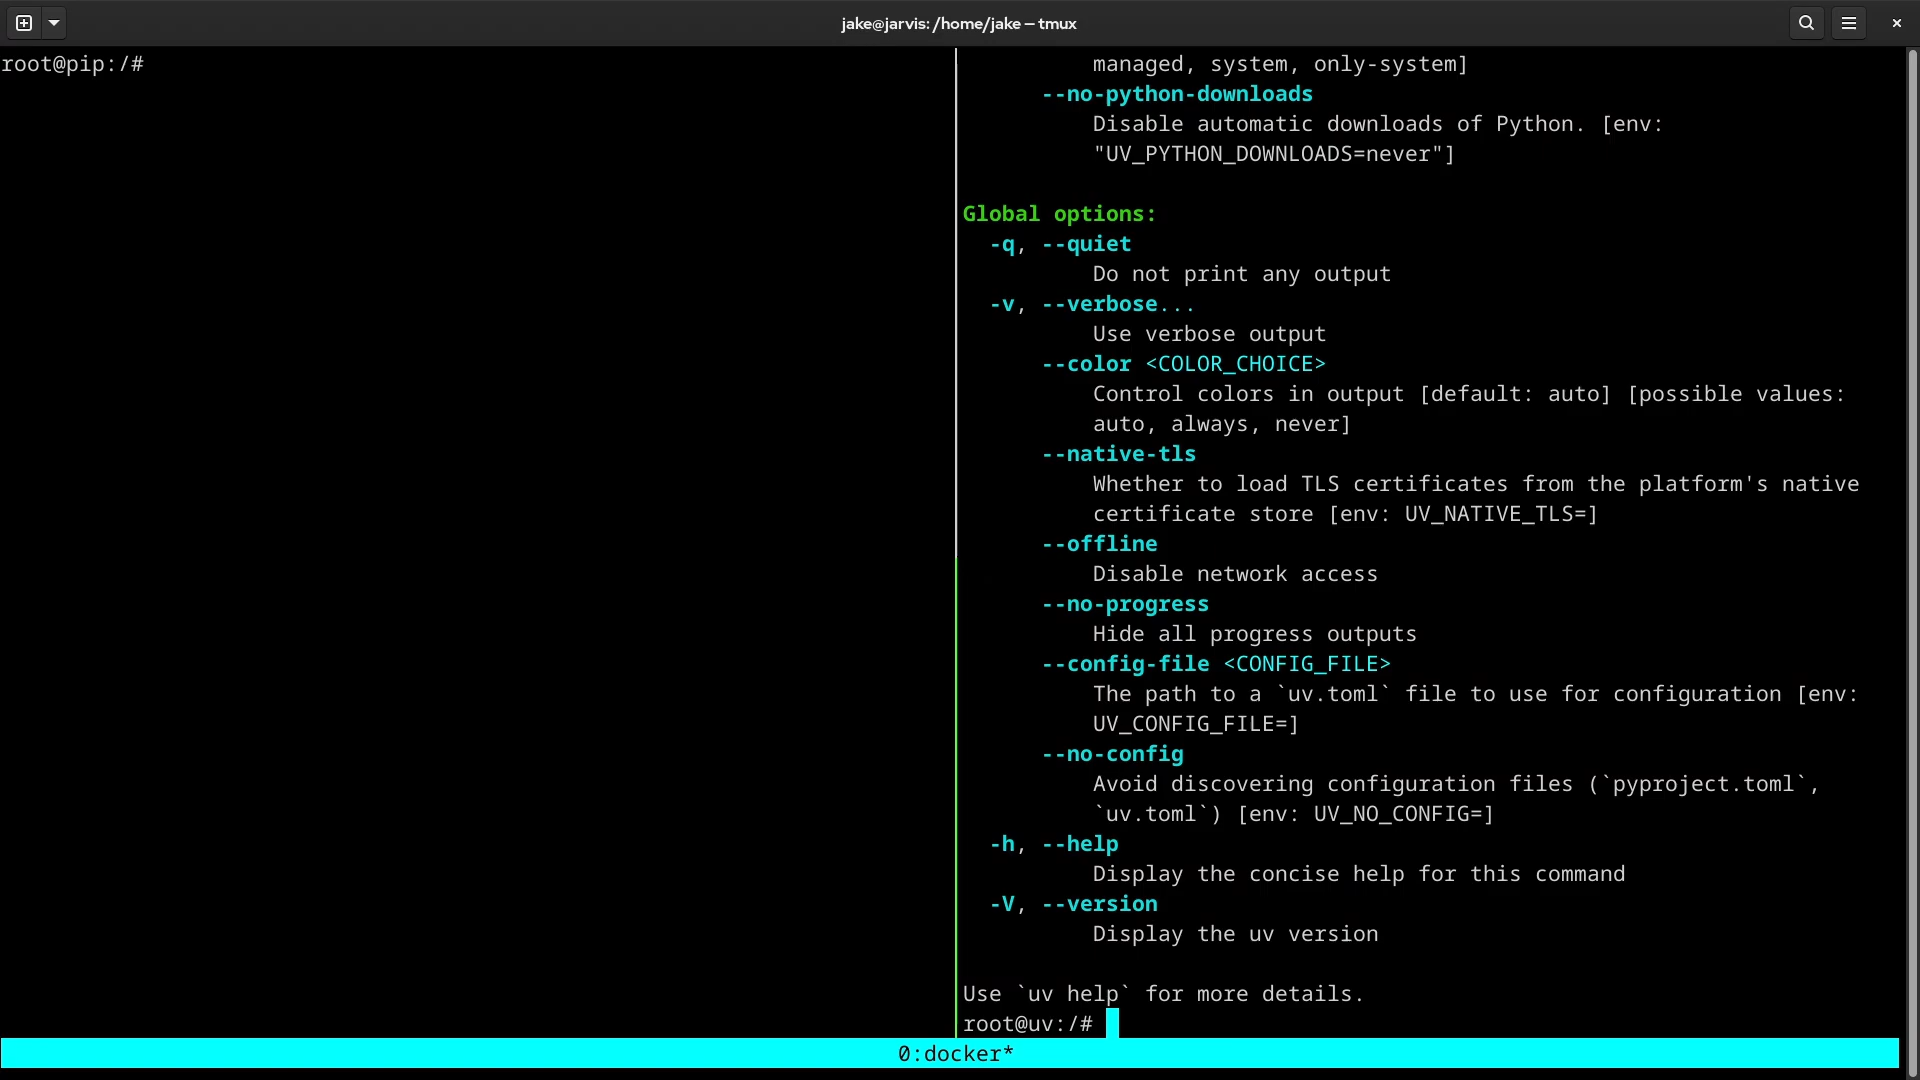 jake@jarvis: /home/jake — tmux
root@pip:/#
managed, system, only-system]
--no-python-downloads
Disable automatic downloads of Python. [env:
"UV_PYTHON_DOWNLOADS=never"]
Global options:
-q, --quiet
Do not print any output
-v, --verbose...
Use verbose output
--color <COLOR_CHOICE>
Control colors in output [default: auto] [possible values:
auto, always, never]
--native-tls
Whether to load TLS certificates from the platform's native
certificate store [env: UV_NATIVE_TLS=]
--offline
Disable network access
--no-progress
Hide all progress outputs
--config-file <CONFIG_FILE>
The path to a `uv.toml` file to use for configuration [env:
UV_CONFIG_FILE=]
--no-config
Avoid discovering configuration files (`pyproject.toml`,
`uv.toml`) [env: UV_NO_CONFIG=]
-h, --help
Display the concise help for this command
-V, --version
Display the uv version
Use `uv help` for more details.
root@uv:/#
0:docker*